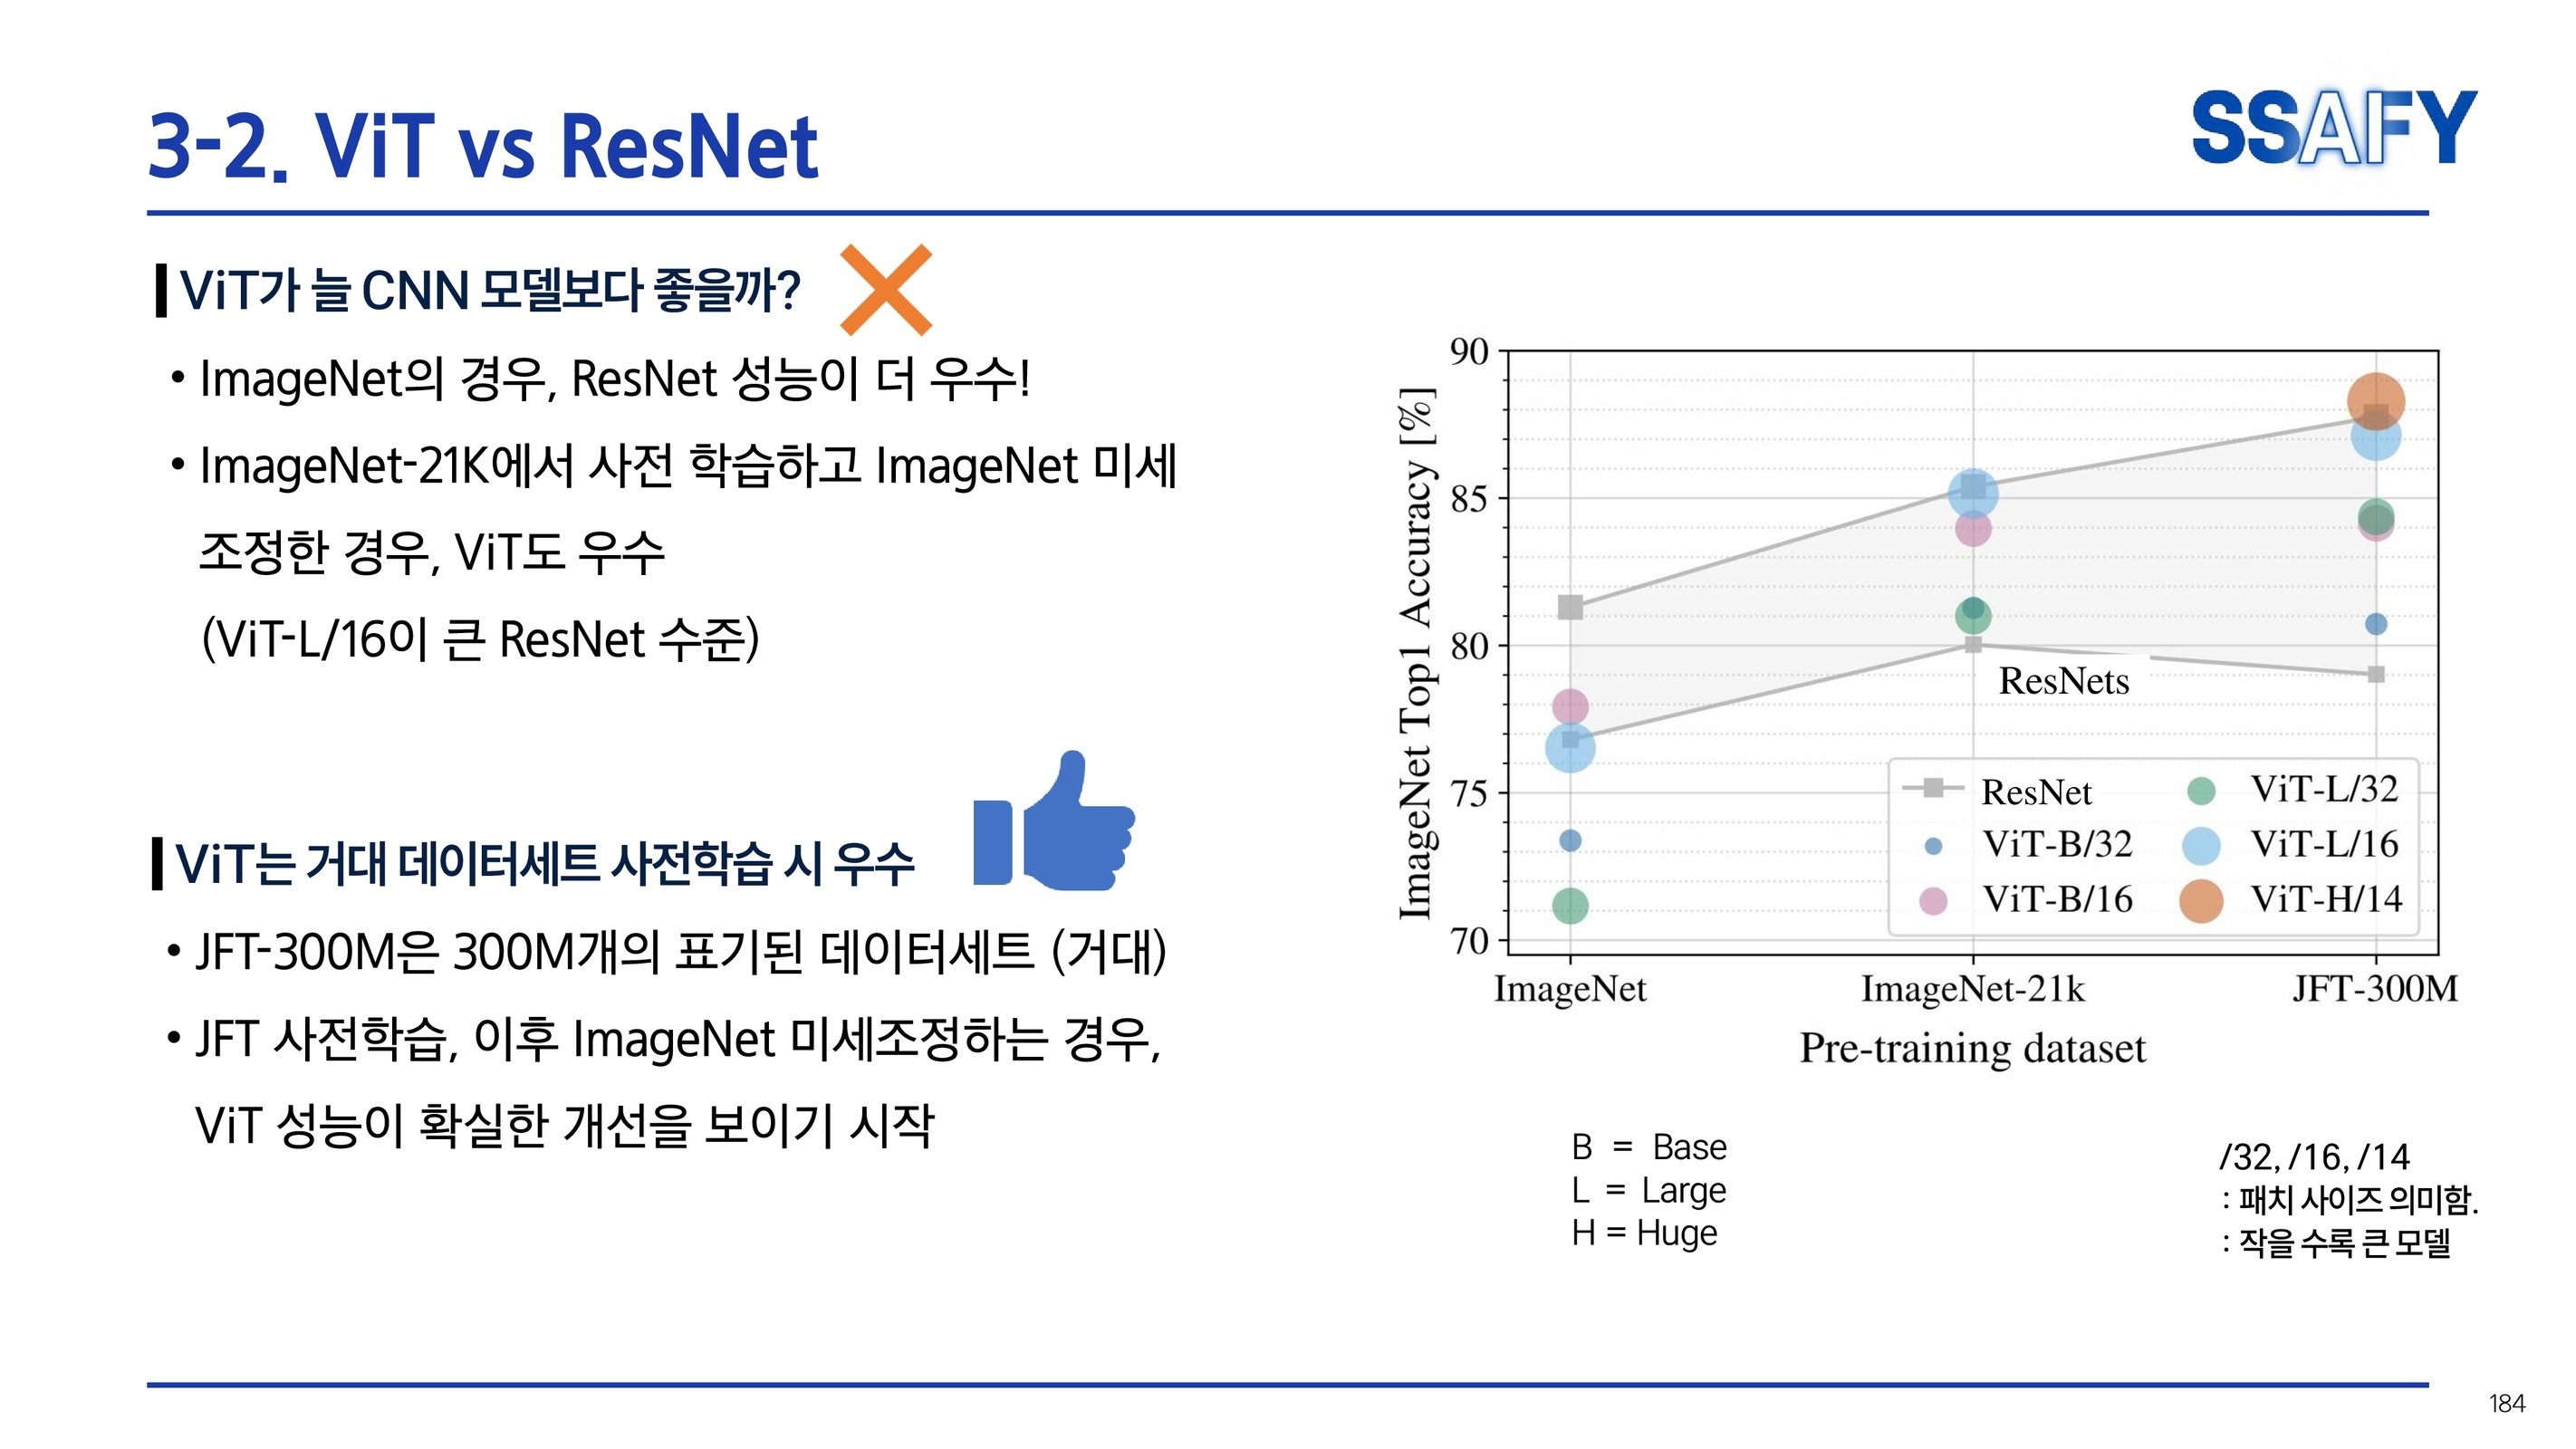 3-2. ViT vs ResNet
SSAFY
ViT가 늘 CNN 모델보다 좋을까?
• ImageNet의 경우, ResNet 성능이 더 우수!
• ImageNet-21K에서 사전 학습하고 ImageNet 미세
조정한 경우, ViT도 우수
(ViT-L/16이 큰 ResNet 수준)
ViT는 거대 데이터세트 사전학습 시 우수
• JFT-300M은 300M개의 표기된 데이터세트 (거대)
• JFT 사전학습, 이후 ImageNet 미세조정하는 경우,
ViT 성능이 확실한 개선을 보이기 시작
ImageNet Top1 Accuracy [%]
90
85
80
75
70
ResNets
ResNet
ViT-B/32
ViT-B/16
ViT-L/32
ViT-L/16
ViT-H/14
ImageNet
ImageNet-21k
JFT-300M
Pre-training dataset
B = Base
L = Large
H = Huge
/32, /16, /14
: 패치 사이즈 의미함.
: 작을 수록 큰 모델
184